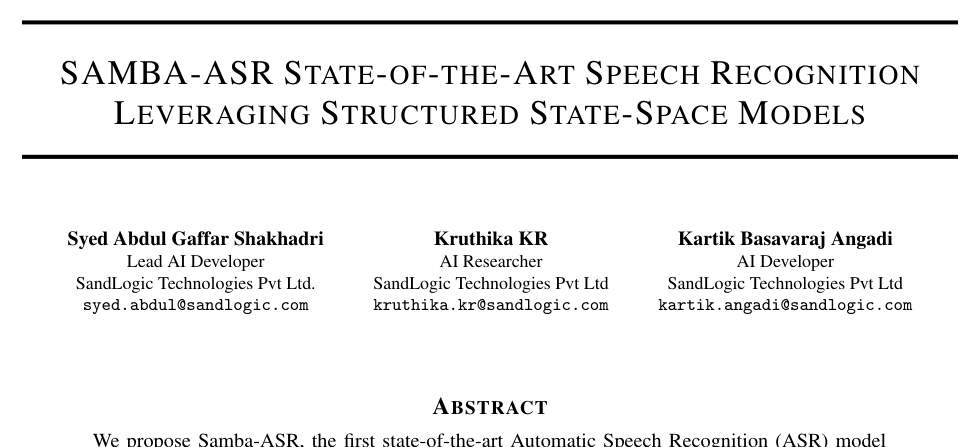 SAMBA-ASR STATE-OF-THE-ART SPEECH RECOGNITION
LEVERAGING STRUCTURED STATE-SPACE MODELS
Syed Abdul Gaffar Shakhadri
Lead AI Developer
SandLogic Technologies Pvt Ltd.
syed.abdul@sandlogic.com
Kruthika KR
AI Researcher
SandLogic Technologies Pvt Ltd
kruthika.kr@sandlogic.com
Kartik Basavaraj Angadi
AI Developer
SandLogic Technologies Pvt Ltd
kartik.angadi@sandlogic.com
ABSTRACT
We propose Samba-ASR, the first state-of-the-art Automatic Speech Recognition (ASR) model